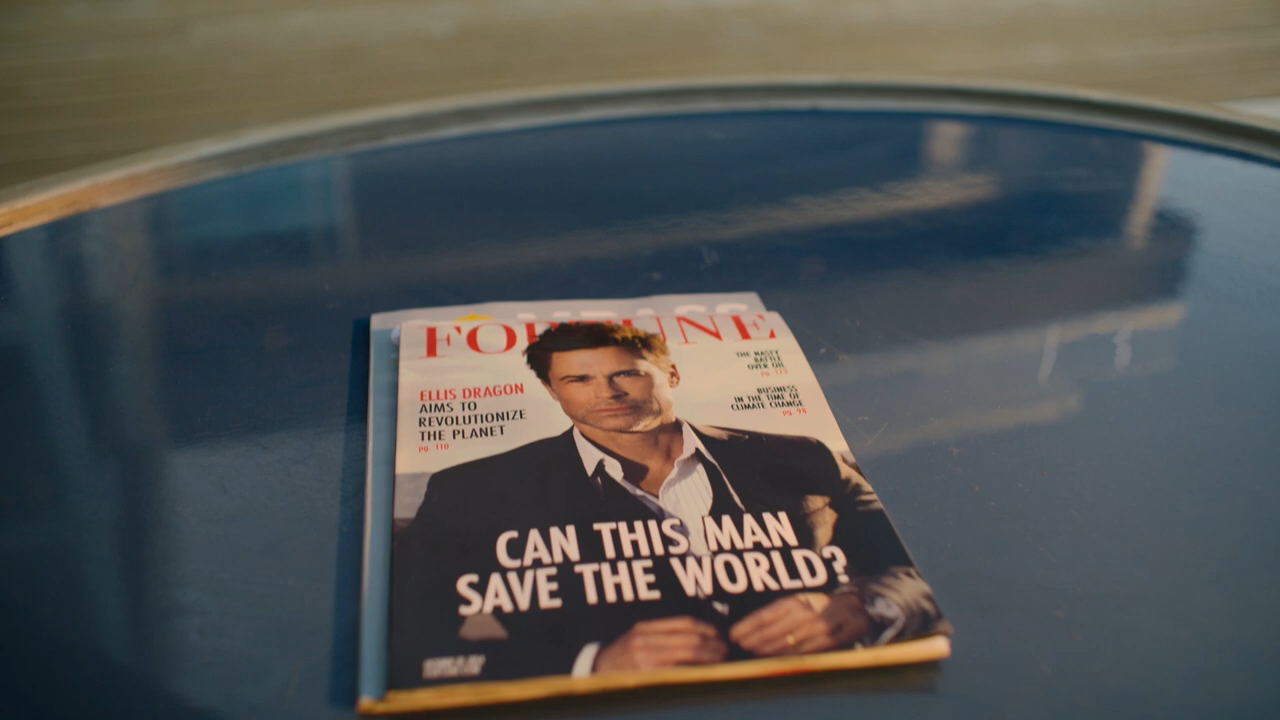 FORTUNE
ELLIS DRAGON
AIMS TO
REVOLUTIONIZE
THE PLANET
PG. 110
THE NASTY
BATTLE
OVER OIL
BUSINESS
IN THE TIME OF
CLIMATE CHANGE
PG. 98
CAN THIS MAN
SAVE THE WORLD?